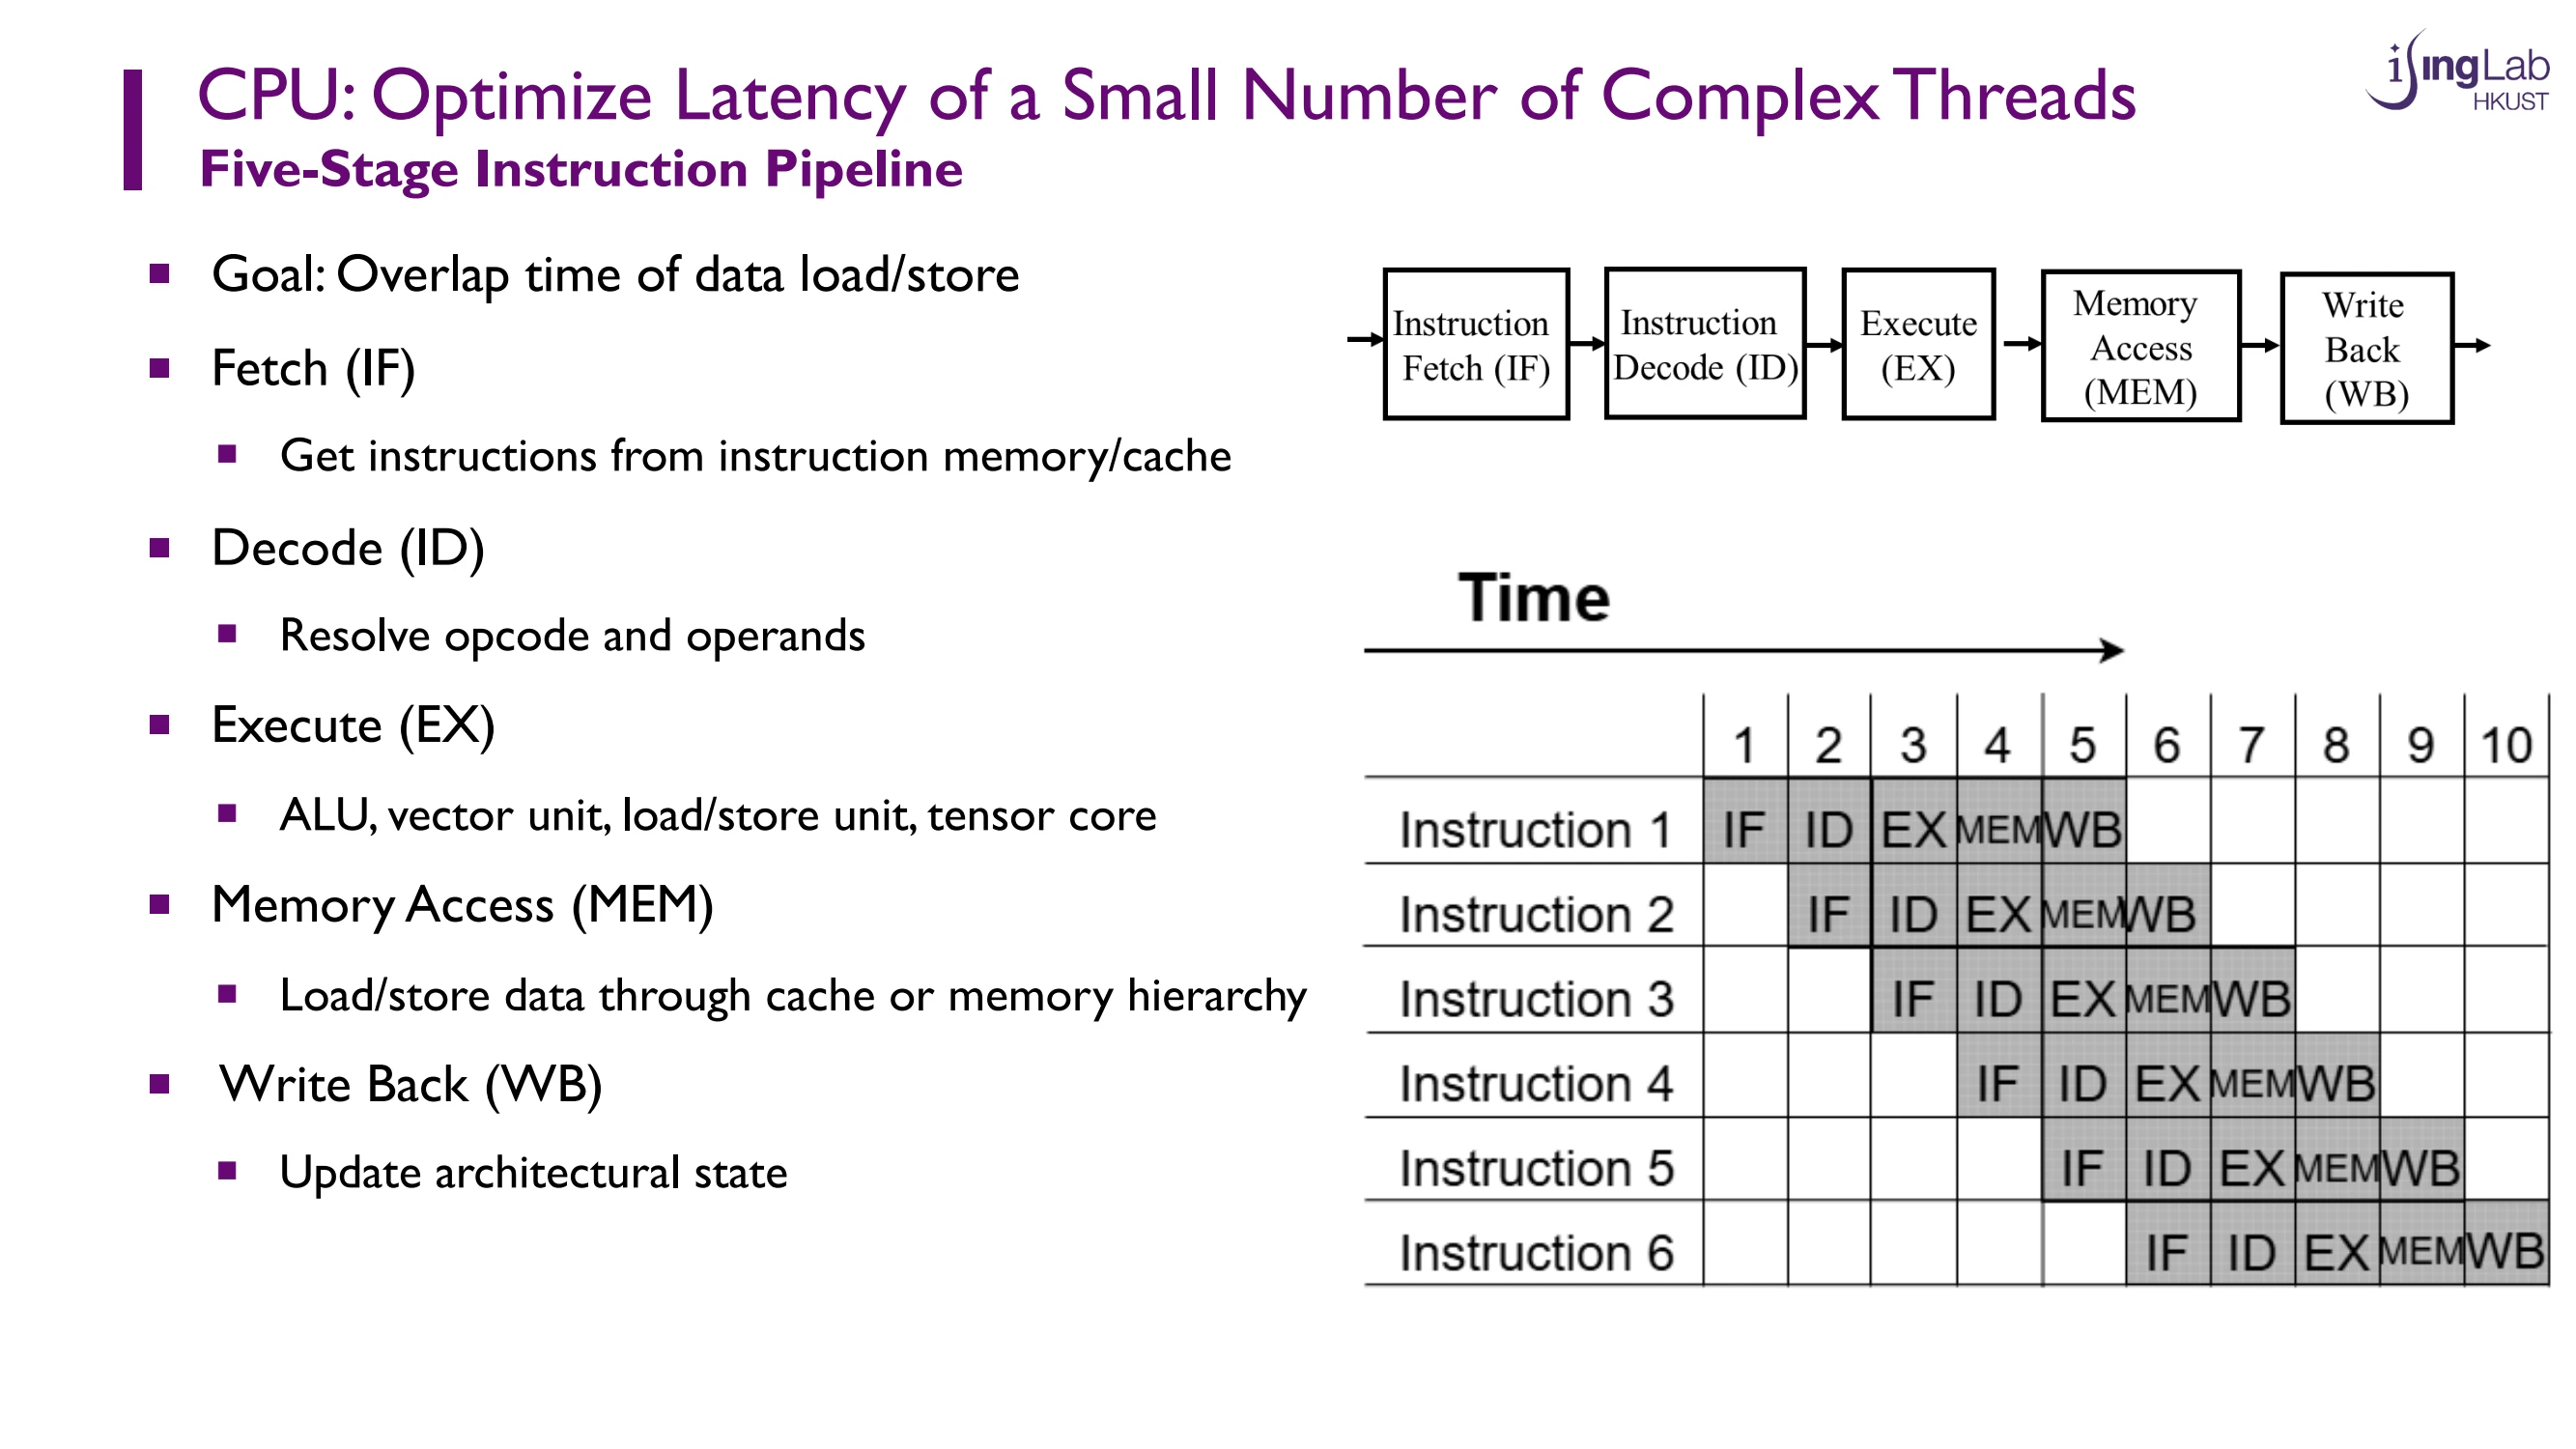 CPU: Optimize Latency of a Small Number of Complex Threads
Five-Stage Instruction Pipeline
iSingLab
HKUST
Goal: Overlap time of data load/store
Fetch (IF)
Get instructions from instruction memory/cache
Decode (ID)
Resolve opcode and operands
Execute (EX)
ALU, vector unit, load/store unit, tensor core
Memory Access (MEM)
Load/store data through cache or memory hierarchy
Write Back (WB)
Update architectural state
Instruction
Fetch (IF)
Instruction
Decode (ID)
Execute
(EX)
Memory
Access
(MEM)
Write
Back
(WB)
Time
1 2 3 4 5 6 7 8 9 10
Instruction 1 IF ID EX MEM WB
Instruction 2 IF ID EX MEM WB
Instruction 3 IF ID EX MEM WB
Instruction 4 IF ID EX MEM WB
Instruction 5 IF ID EX MEM WB
Instruction 6 IF ID EX MEM WB